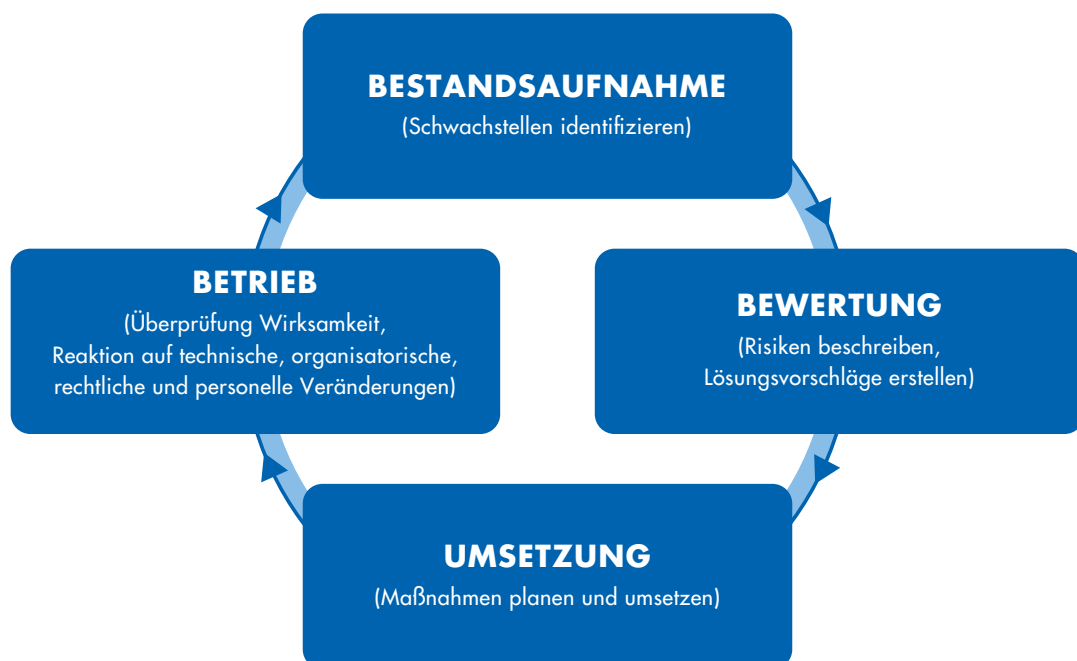 BESTANDSAUFNAHME
(Schwachstellen identifizieren)
BEWERTUNG
(Risiken beschreiben,
Lösungsvorschläge erstellen)
UMSETZUNG
(Maßnahmen planen und umsetzen)
BETRIEB
(Überprüfung Wirksamkeit,
Reaktion auf technische, organisatorische,
rechtliche und personelle Veränderungen)